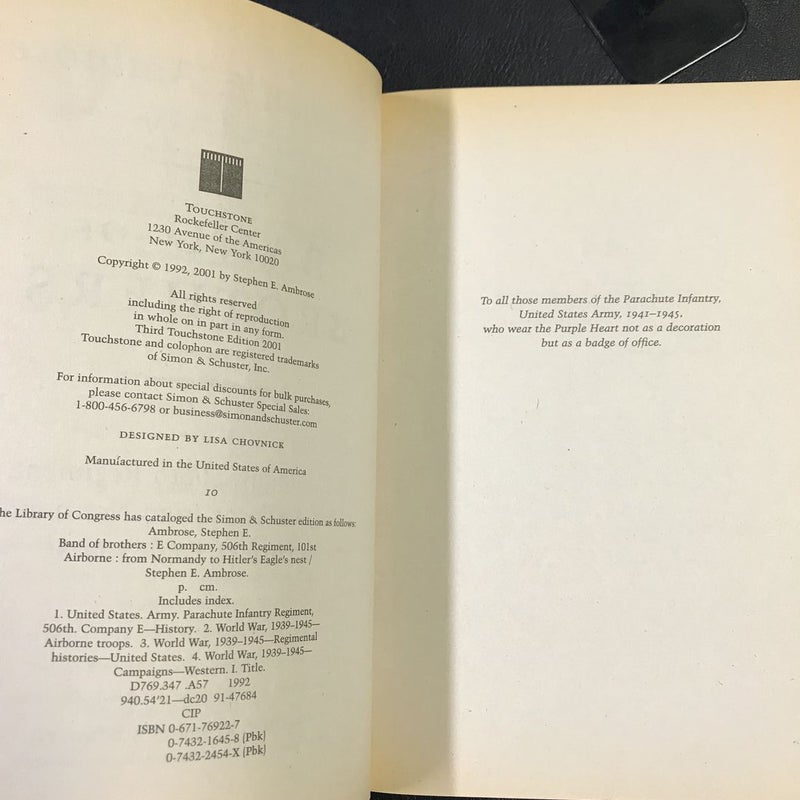 TOUCHSTONE
Rockefeller Center
1230 Avenue of the Americas
New York, New York 10020
Copyright © 1992, 2001 by Stephen E. Ambrose
All rights reserved
including the right of reproduction
in whole on in part in any form.
Third Touchstone Edition 2001
Touchstone and colophon are registered trademarks
of Simon & Schuster, Inc.
For information about special discounts for bulk purchases,
please contact Simon & Schuster Special Sales:
1-800-456-6798 or business@simonandschuster.com
DESIGNED BY LISA CHOVNICK
Manufactured in the United States of America
10
he Library of Congress has cataloged the Simon & Schuster edition as follows:
Ambrose, Stephen E.
Band of brothers : E Company, 506th Regiment, 101st
Airborne : from Normandy to Hitler's Eagle's nest /
Stephen E. Ambrose.
p. cm.
Includes index.
1. United States. Army. Parachute Infantry Regiment,
506th. Company E—History. 2. World War, 1939–1945—
Airborne troops. 3. World War, 1939–1945—Regimental
histories—United States. 4. World War, 1939–1945—
Campaigns—Western. I. Title.
D769.347 .A57 1992
940.54'21—dc20 91-47684
CIP
ISBN 0-671-76922-7
0-7432-1645-8 (Pbk)
0-7432-2454-X (Pbk)
To all those members of the Parachute Infantry,
United States Army, 1941–1945,
who wear the Purple Heart not as a decoration
but as a badge of office.